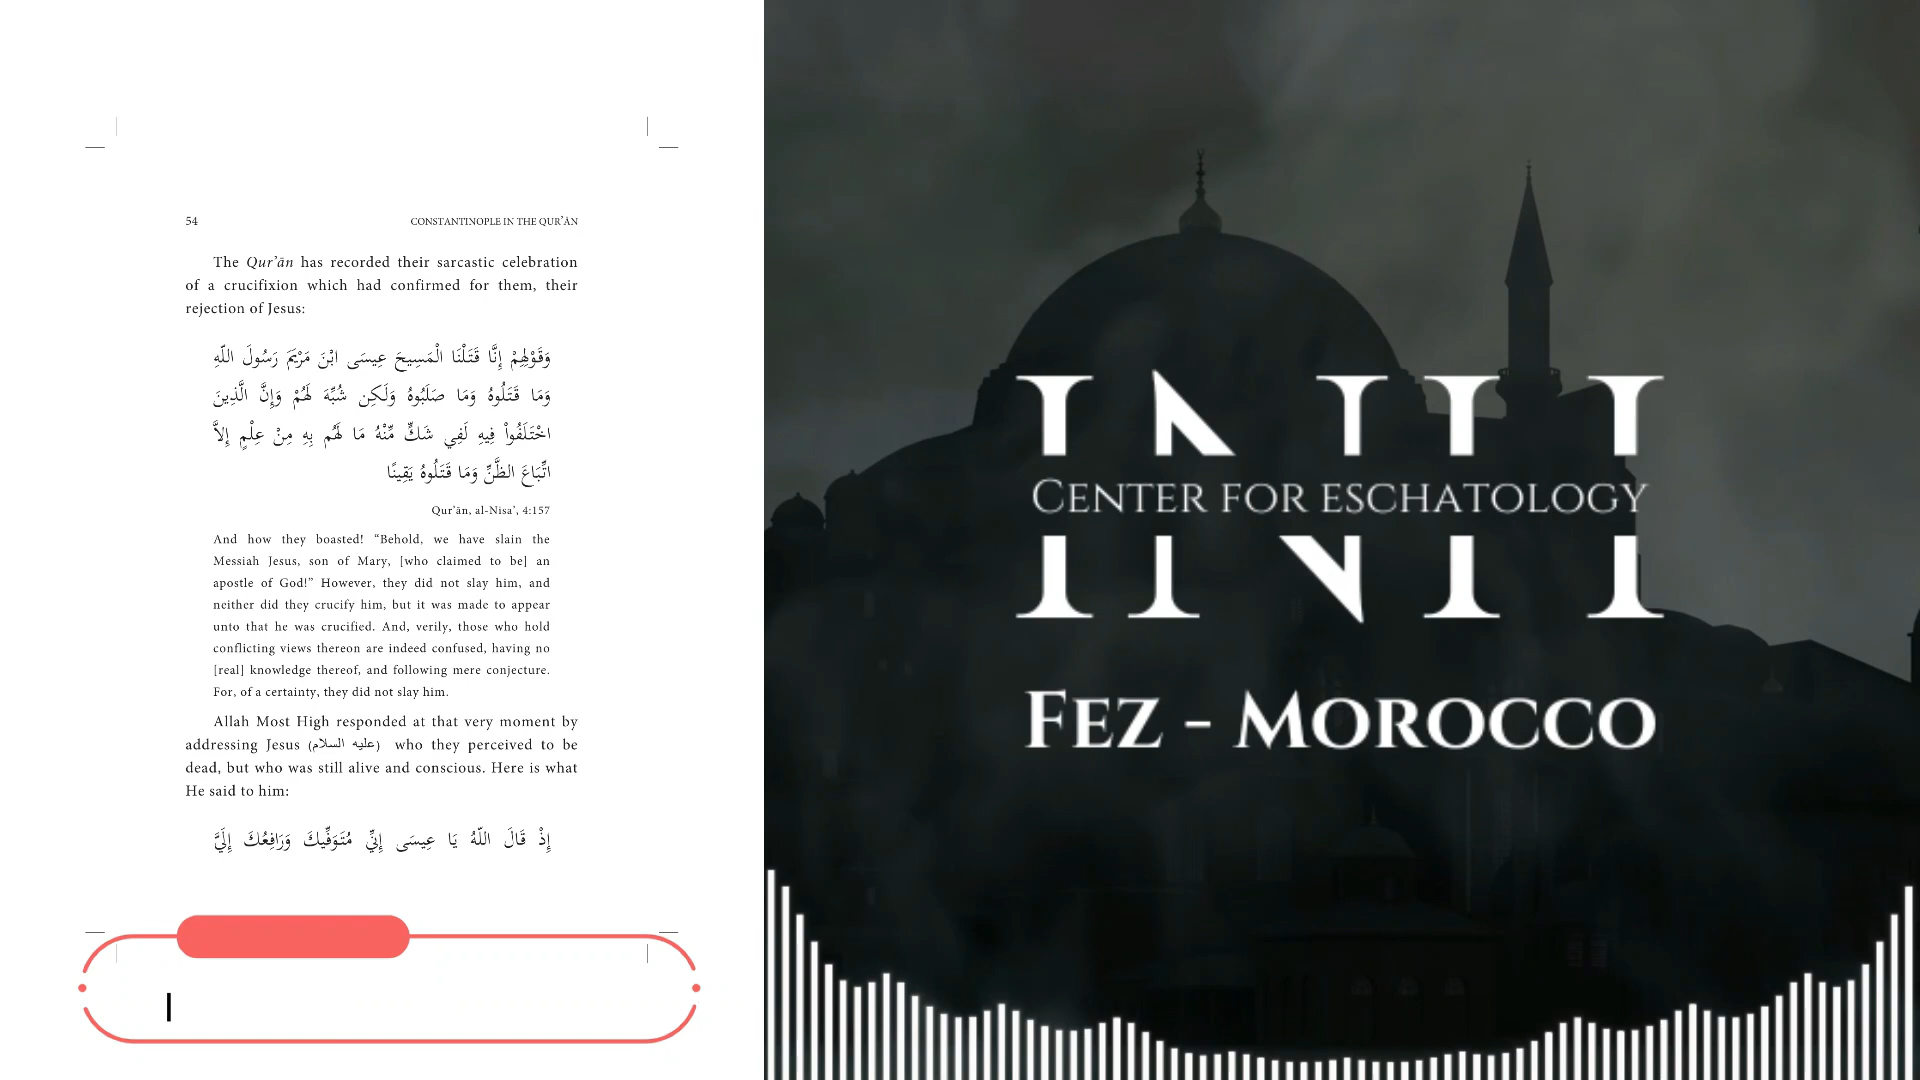 54 CONSTANTINOPLE IN THE QUR’ĀN
The Qur’ān has recorded their sarcastic celebration
of a crucifixion which had confirmed for them, their
rejection of Jesus:
وَقَوْلِهِمْ إِنَّا قَتَلْنَا الْمَسِيحَ عِيسَى ابْنَ مَرْيَمَ رَسُولَ اللّهِ
وَمَا قَتَلُوهُ وَمَا صَلَبُوهُ وَلَكِن شُبِّهَ لَهُمْ وَإِنَّ الَّذِينَ
اخْتَلَفُواْ فِيهِ لَفِي شَكٍّ مِّنْهُ مَا لَهُم بِهِ مِنْ عِلْمٍ إِلاَّ
اتِّبَاعَ الظَّنِّ وَمَا قَتَلُوهُ يَقِينًا
Qur’ān, al-Nisa’, 4:157
And how they boasted! “Behold, we have slain the
Messiah Jesus, son of Mary, [who claimed to be] an
apostle of God!” However, they did not slay him, and
neither did they crucify him, but it was made to appear
unto that he was crucified. And, verily, those who hold
conflicting views thereon are indeed confused, having no
[real] knowledge thereof, and following mere conjecture.
For, of a certainty, they did not slay him.
Allah Most High responded at that very moment by
addressing Jesus (عليه السلام) who they perceived to be
dead, but who was still alive and conscious. Here is what
He said to him:
إِذْ قَالَ اللّهُ يَا عِيسَى إِنِّي مُتَوَفِّيكَ وَرَافِعُكَ إِلَيَّ
INH
CENTER FOR ESCHATOLOGY
FEZ - MOROCCO